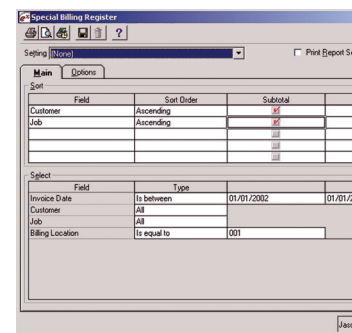 Special Billing Register
?
Setting (None) Print Report
Main Options
Sort
Field Sort Order Subtotal
Customer Ascending
Job Ascending
Select
Field Type
Invoice Date Is between 01/01/2002 01/01/
Customer All
Job All
Billing Location Is equal to 001